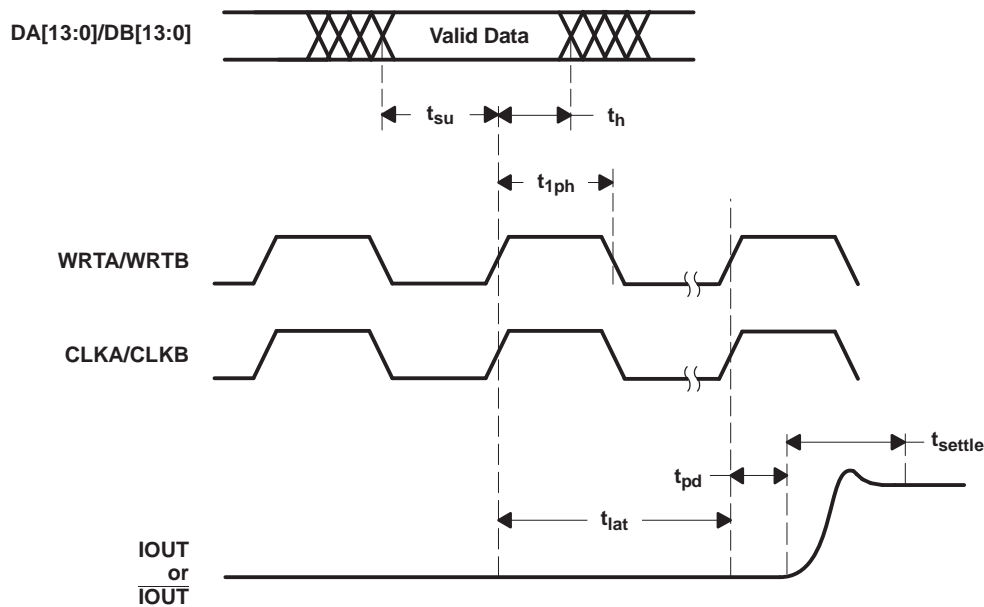 DA[13:0]/DB[13:0]
Valid Data
tsu
th
t1ph
WRTA/WRTB
CLKA/CLKB
tsettle
tpd
tlat
IOUT
or
IOUT